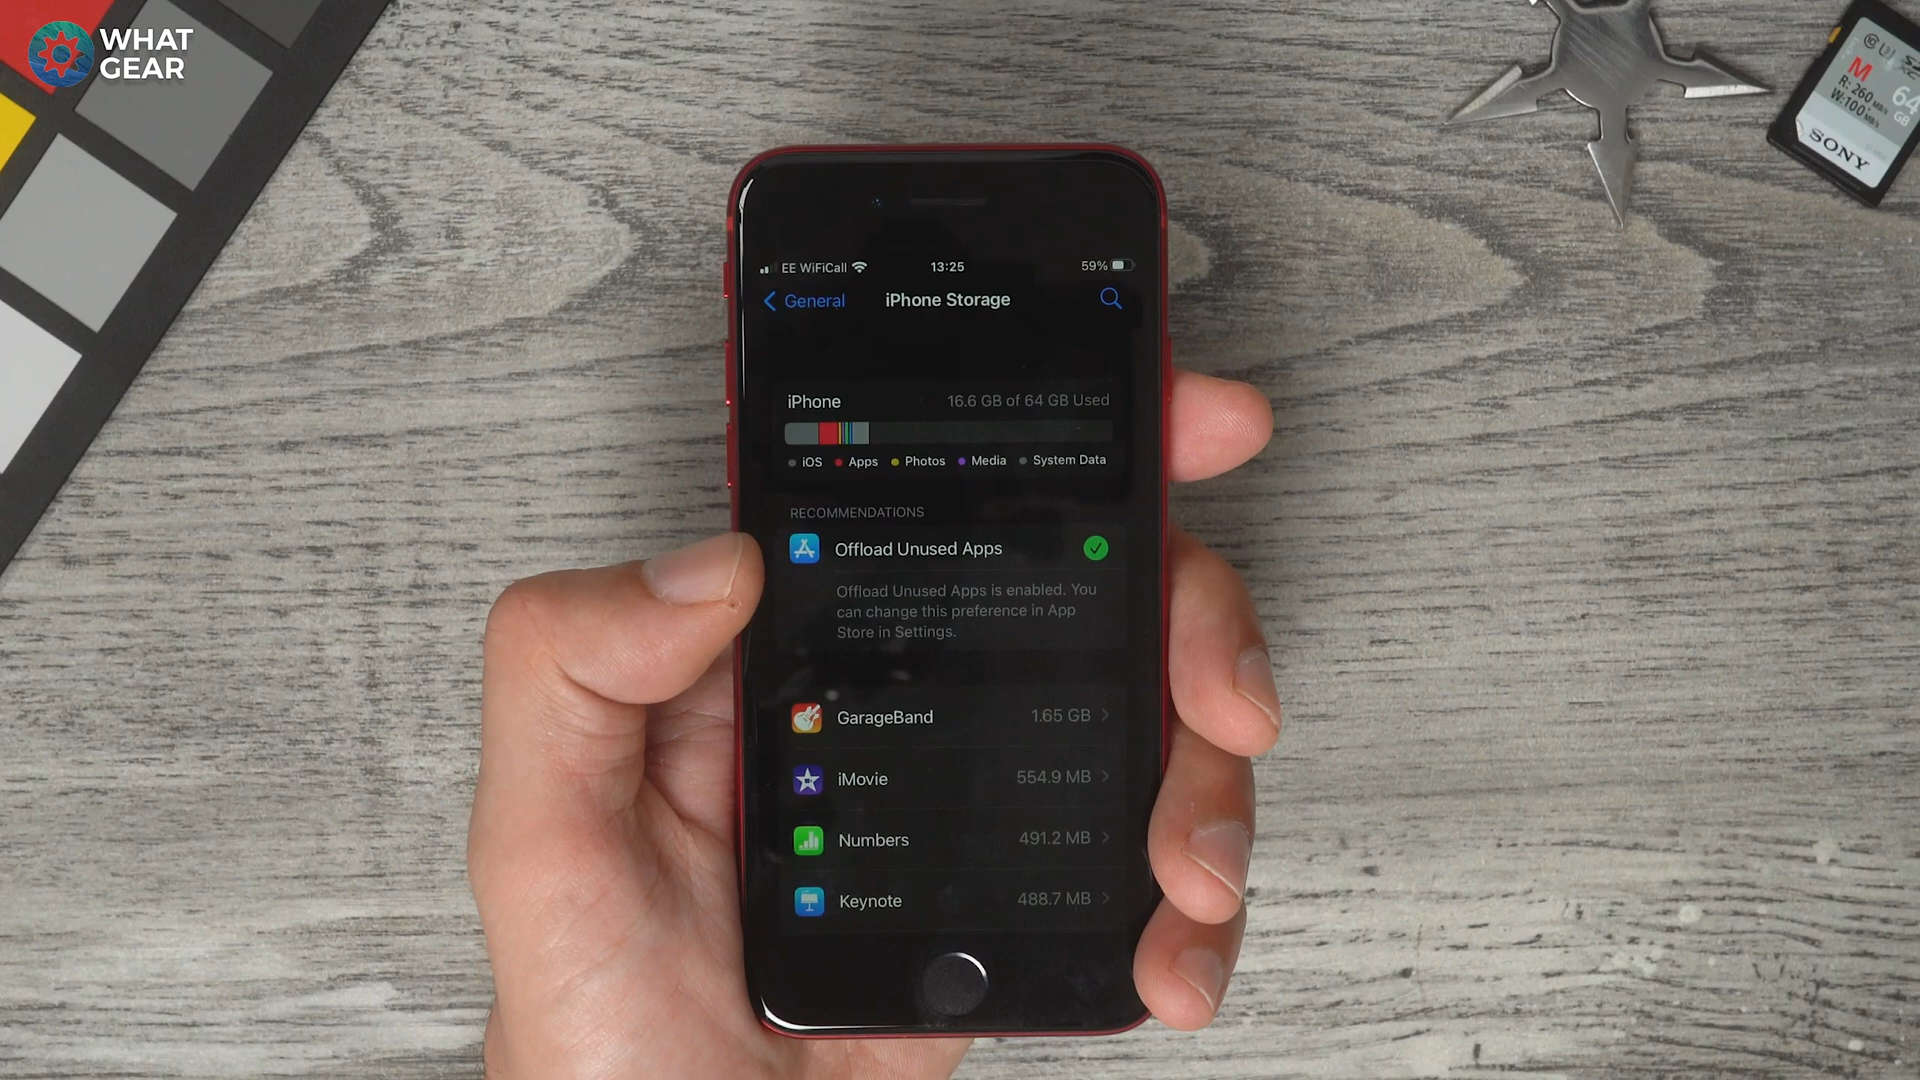 WHAT
GEAR
M
R: 260 MB/s
W:100 MB/s
64
GB
SONY
EE WiFiCall
13:25
59%
General
iPhone Storage
iPhone
16.6 GB of 64 GB Used
iOS
Apps
Photos
Media
System Data
RECOMMENDATIONS
Offload Unused Apps
Offload Unused Apps is enabled. You
can change this preference in App
Store in Settings.
GarageBand
1.65 GB
iMovie
554.9 MB
Numbers
491.2 MB
Keynote
488.7 MB